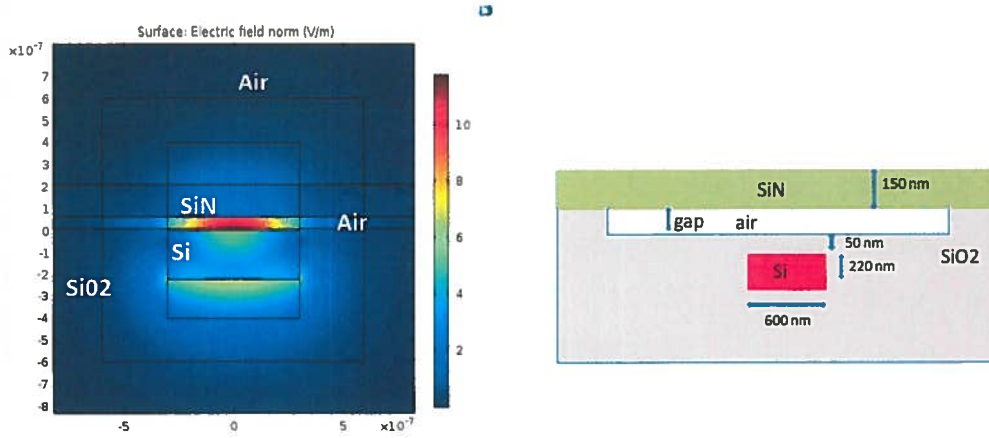 Surface: Electric field norm (V/m)
×10⁻⁷
7
6
5
4
3
2
1
0
-1
-2
-3
-4
-5
-6
-7
-8
-5
0
5
×10⁻⁷
10
8
6
4
2
Air
SiN
Air
Si
Si02
SiN
150 nm
gap
air
50 nm
SiO2
Si
220 nm
600 nm